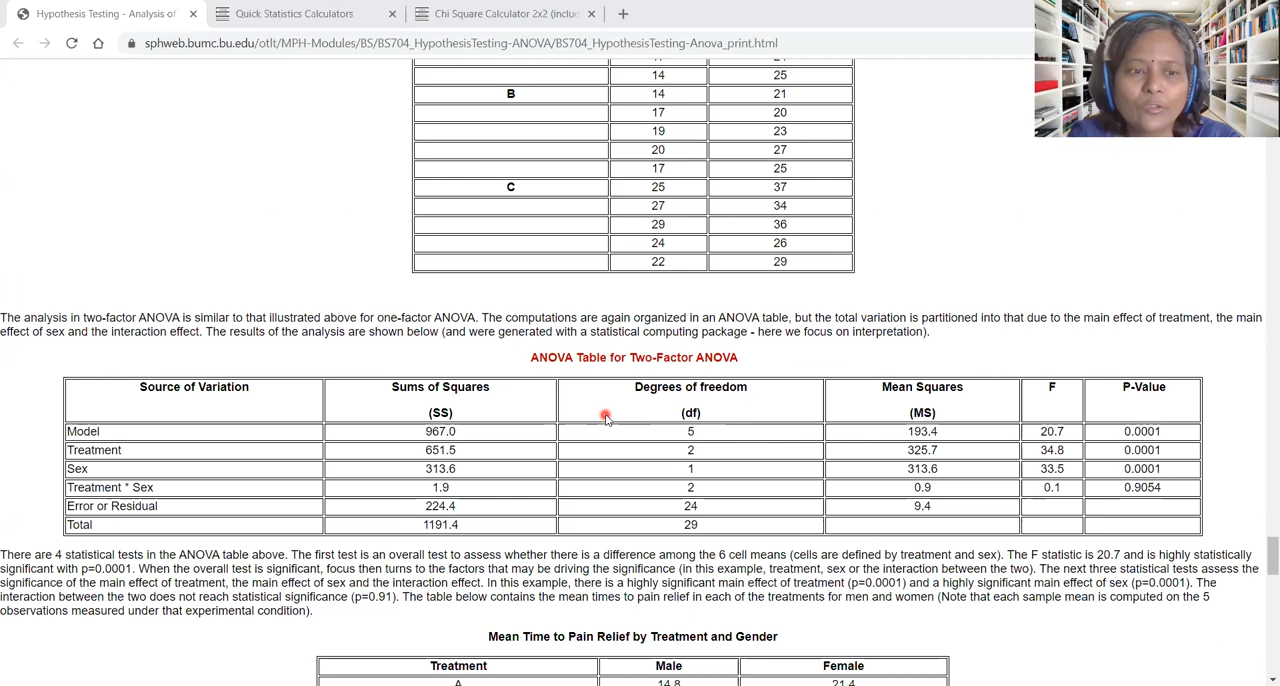 Hypothesis Testing - Analysis of
Quick Statistics Calculators
Chi Square Calculator 2x2 (inclu
sphweb.bumc.bu.edu/otlt/MPH-Modules/BS/BS704_HypothesisTesting-ANOVA/BS704_HypothesisTesting-Anova_print.html
14 25
B 14 21
17 20
19 23
20 27
17 25
C 25 37
27 34
29 36
24 26
22 29
The analysis in two-factor ANOVA is similar to that illustrated above for one-factor ANOVA. The computations are again organized in an ANOVA table, but the total variation is partitioned into that due to the main effect of treatment, the main
effect of sex and the interaction effect. The results of the analysis are shown below (and were generated with a statistical computing package - here we focus on interpretation).
ANOVA Table for Two-Factor ANOVA
Source of Variation Sums of Squares Degrees of freedom Mean Squares F P-Value
(SS) (df) (MS)
Model 967.0 5 193.4 20.7 0.0001
Treatment 651.5 2 325.7 34.8 0.0001
Sex 313.6 1 313.6 33.5 0.0001
Treatment * Sex 1.9 2 0.9 0.1 0.9054
Error or Residual 224.4 24 9.4
Total 1191.4 29
There are 4 statistical tests in the ANOVA table above. The first test is an overall test to assess whether there is a difference among the 6 cell means (cells are defined by treatment and sex). The F statistic is 20.7 and is highly statistically
significant with p=0.0001. When the overall test is significant, focus then turns to the factors that may be driving the significance (in this example, treatment, sex or the interaction between the two). The next three statistical tests assess the
significance of the main effect of treatment, the main effect of sex and the interaction effect. In this example, there is a highly significant main effect of treatment (p=0.0001) and a highly significant main effect of sex (p=0.0001). The
interaction between the two does not reach statistical significance (p=0.91). The table below contains the mean times to pain relief in each of the treatments for men and women (Note that each sample mean is computed on the 5
observations measured under that experimental condition).
Mean Time to Pain Relief by Treatment and Gender
Treatment Male Female
A 14.8 21.4